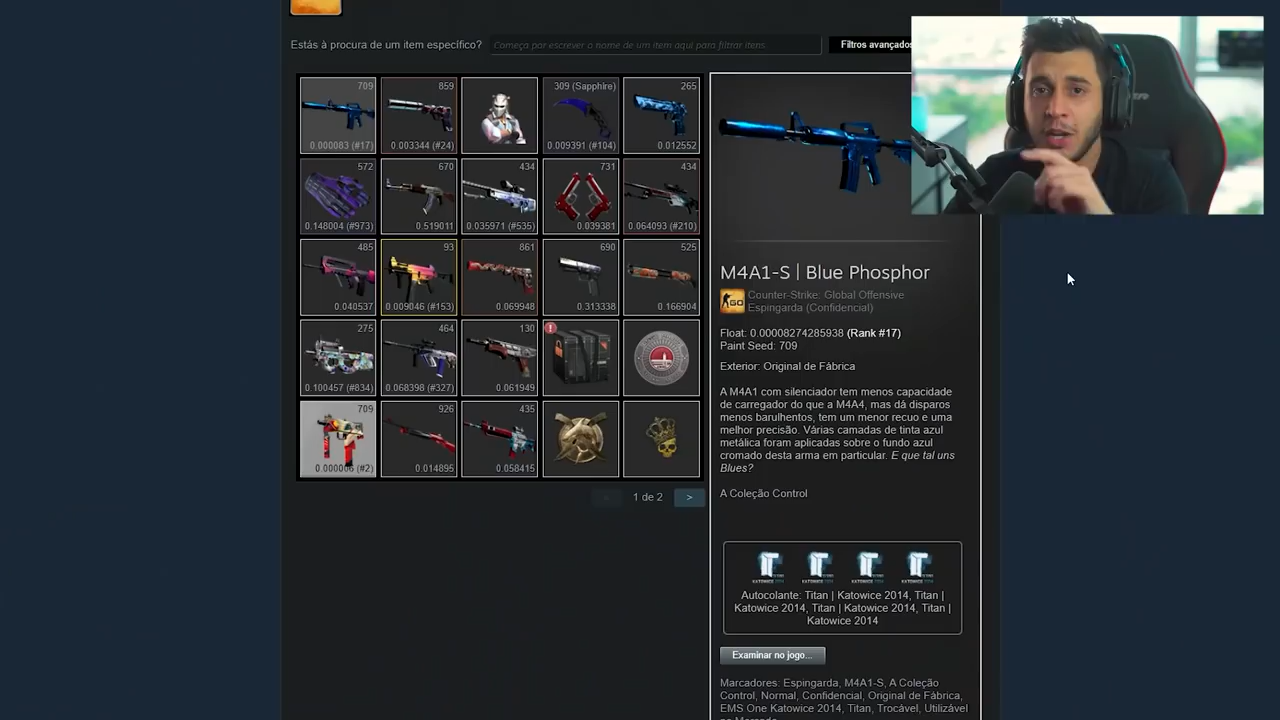 Estás à procura de um item específico?
Começa por escrever o nome de um item aqui para filtrar itens
Filtros avançados
709
0.000083 (#17)
859
0.003344 (#24)
309 (Sapphire)
0.009391 (#104)
265
0.012552
572
0.148004 (#973)
670
0.519011
434
0.035971 (#535)
731
0.039381
434
0.064093 (#210)
485
0.040537
93
0.009046 (#153)
861
0.069948
690
0.313338
525
0.166904
275
0.100457 (#834)
464
0.068398 (#327)
130
0.061949
709
0.000006 (#2)
926
0.014895
435
0.058415
<
1 de 2
>
M4A1-S | Blue Phosphor
GO
Counter-Strike: Global Offensive
Espingarda (Confidencial)
Float: 0.00008274285938 (Rank #17)
Paint Seed: 709
Exterior: Original de Fábrica
A M4A1 com silenciador tem menos capacidade
de carregador do que a M4A4, mas dá disparos
menos barulhentos, tem um menor recuo e uma
melhor precisão. Várias camadas de tinta azul
metálica foram aplicadas sobre o fundo azul
cromado desta arma em particular. E que tal uns
Blues?
A Coleção Control
Autocolante: Titan | Katowice 2014, Titan |
Katowice 2014, Titan | Katowice 2014, Titan |
Katowice 2014
Examinar no jogo...
Marcadores: Espingarda, M4A1-S, A Coleção
Control, Normal, Confidencial, Original de Fábrica,
EMS One Katowice 2014, Titan, Trocável, Utilizável